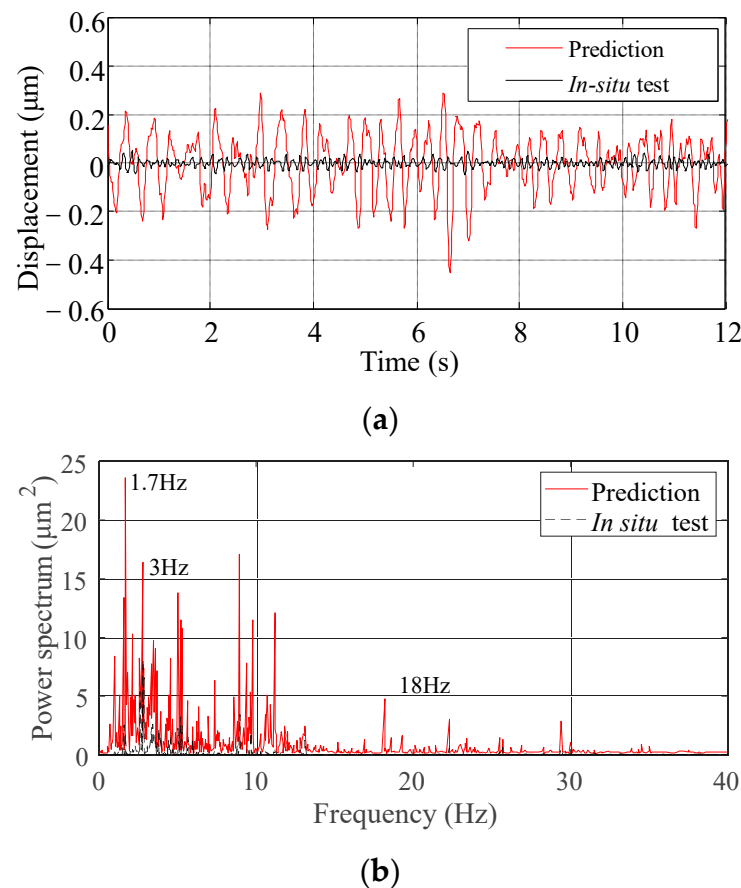 0.6
0.4
0.2
0
−0.2
−0.4
−0.6
Displacement (μm)
Prediction
In-situ test
0 2 4 6 8 10 12
Time (s)
(a)
25
20
15
10
5
0
Power spectrum (μm²)
1.7Hz
3Hz
18Hz
Prediction
In situ test
0 10 20 30 40
Frequency (Hz)
(b)